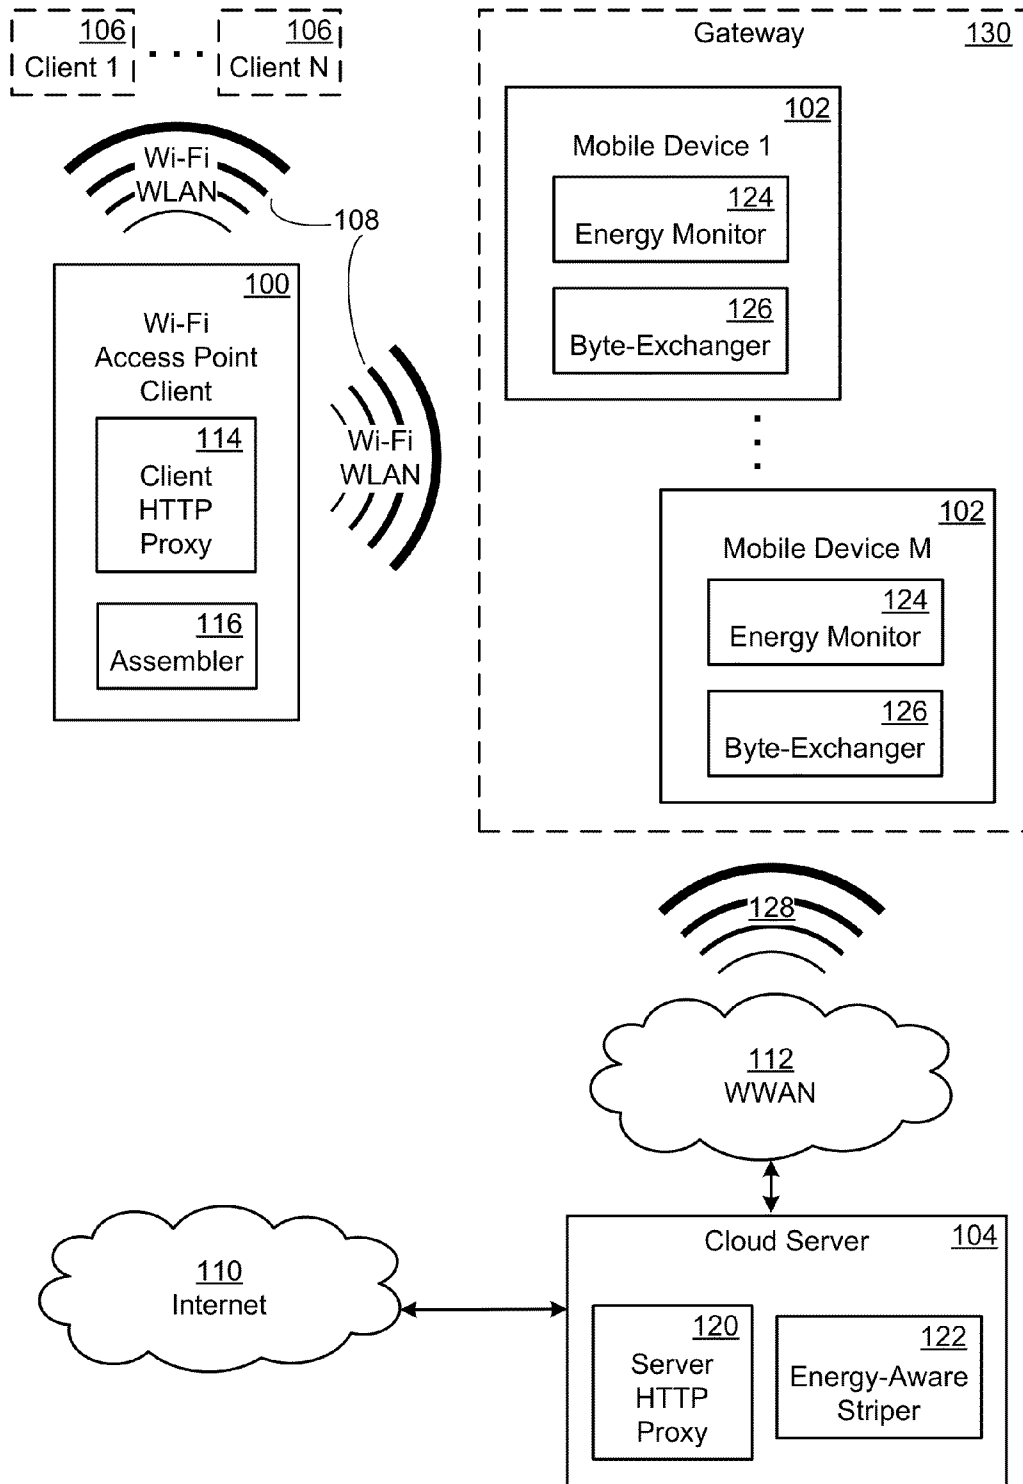 106
Client 1
. . .
106
Client N
Wi-Fi
WLAN
108
100
Wi-Fi
Access Point
Client
114
Client
HTTP
Proxy
116
Assembler
Wi-Fi
WLAN
Gateway
130
102
Mobile Device 1
124
Energy Monitor
126
Byte-Exchanger
102
Mobile Device M
124
Energy Monitor
126
Byte-Exchanger
128
112
WWAN
110
Internet
Cloud Server
104
120
Server
HTTP
Proxy
122
Energy-Aware
Striper